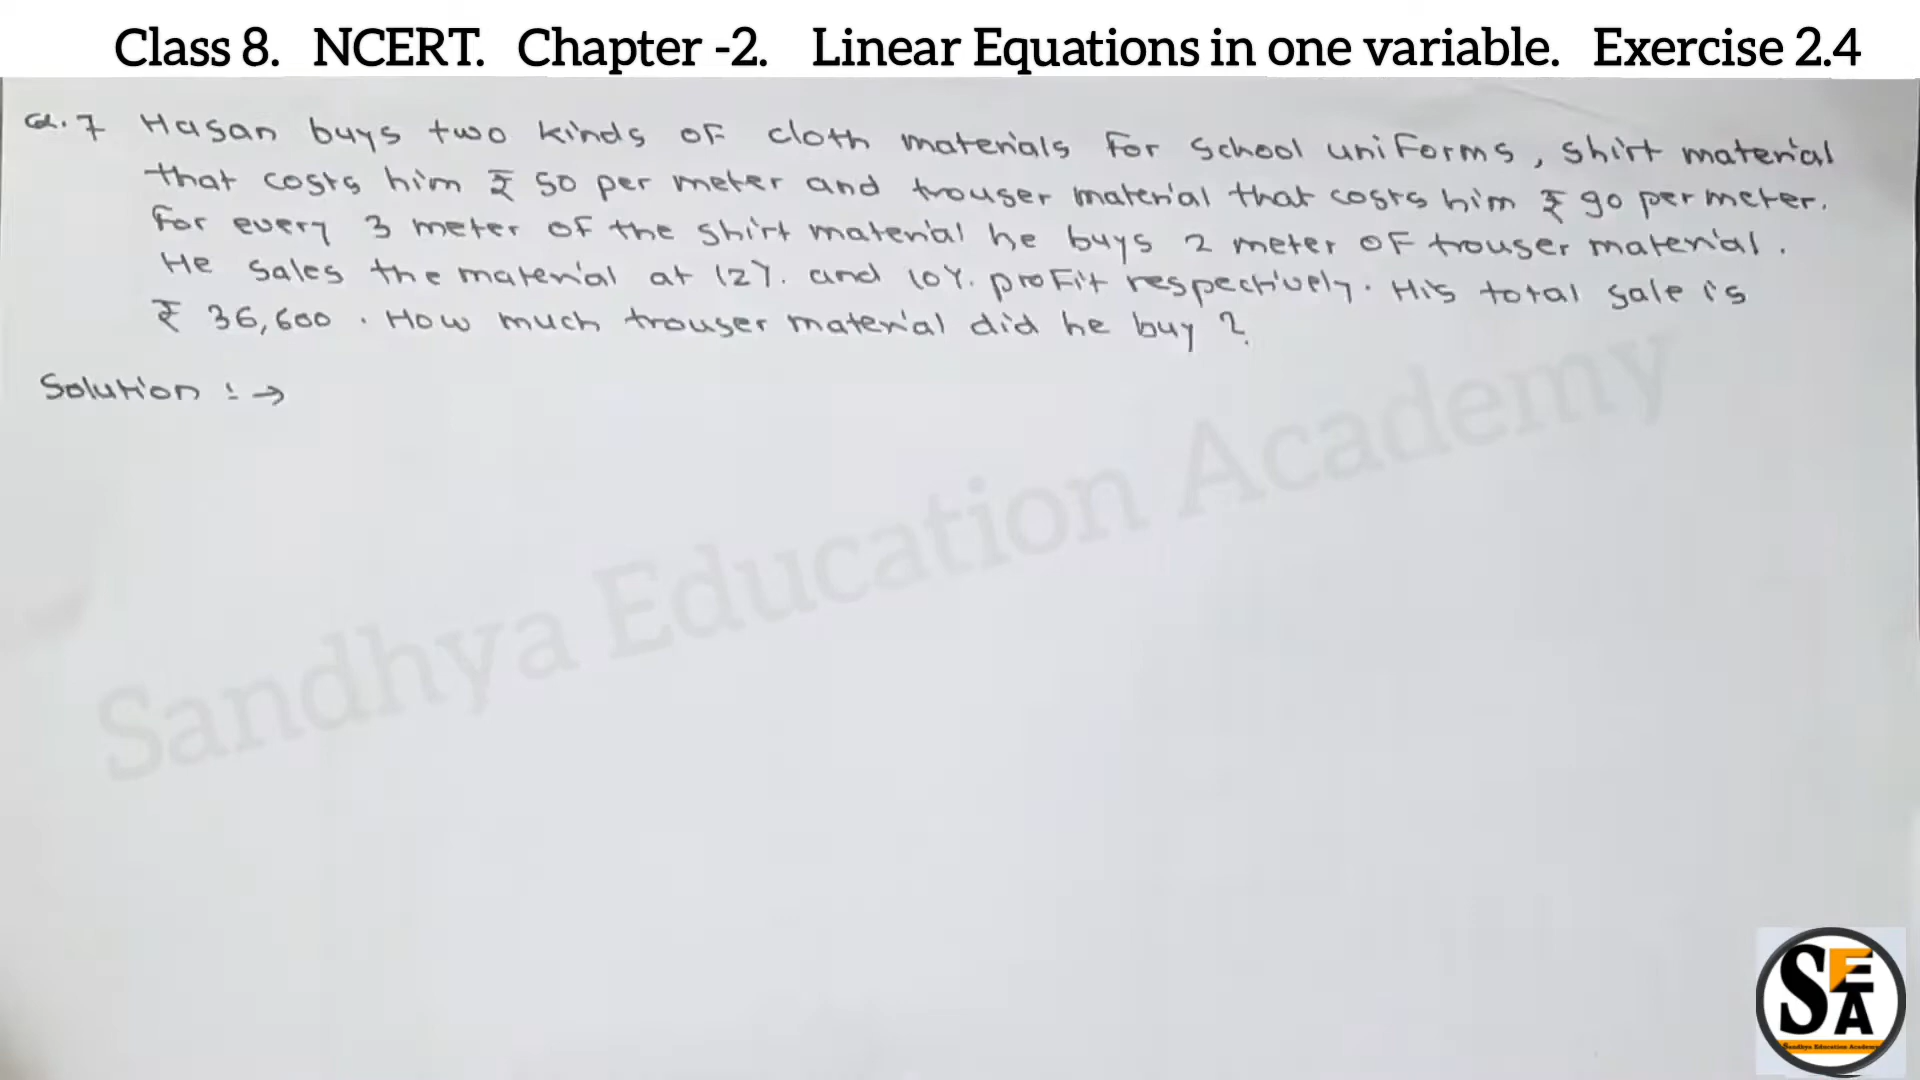 Class 8. NCERT. Chapter -2. Linear Equations in one variable. Exercise 2.4
Q.7 Hasan buys two kinds of cloth materials for school uniforms, shirt material
that costs him ₹ 50 per meter and trouser material that costs him ₹ 90 per meter.
For every 3 meter of the shirt material he buys 2 meter of trouser material.
He sales the material at 12%. and 10%. profit respectively. His total sale is
₹ 36,600. How much trouser material did he buy?
Solution :→
Sandhya Education Academy
SEA
Sandhya Education Academy